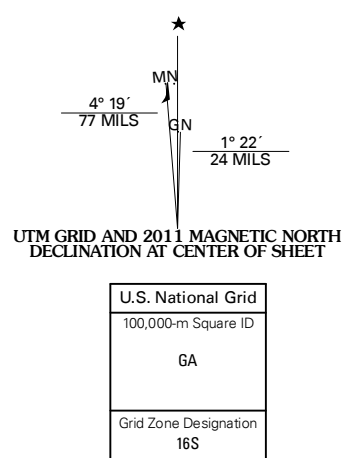 ★
MN
4° 19´
77 MILS
GN
1° 22´
24 MILS
UTM GRID AND 2011 MAGNETIC NORTH
DECLINATION AT CENTER OF SHEET
U.S. National Grid
100,000-m Square ID
GA
Grid Zone Designation
16S